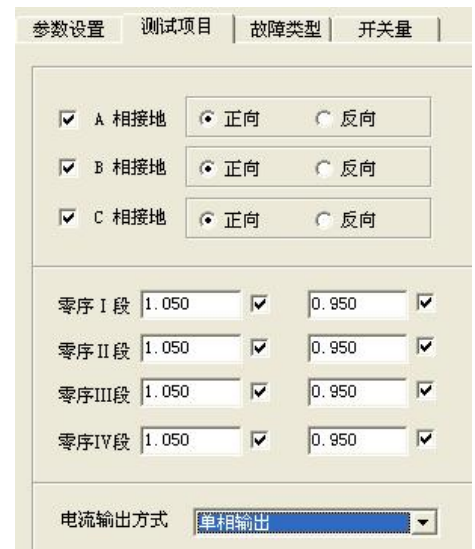 参数设置 测试项目 故障类型 开关量
A 相接地 正向 反向
B 相接地 正向 反向
C 相接地 正向 反向
零序I段 1.050 0.950
零序II段 1.050 0.950
零序III段 1.050 0.950
零序IV段 1.050 0.950
电流输出方式 单相输出